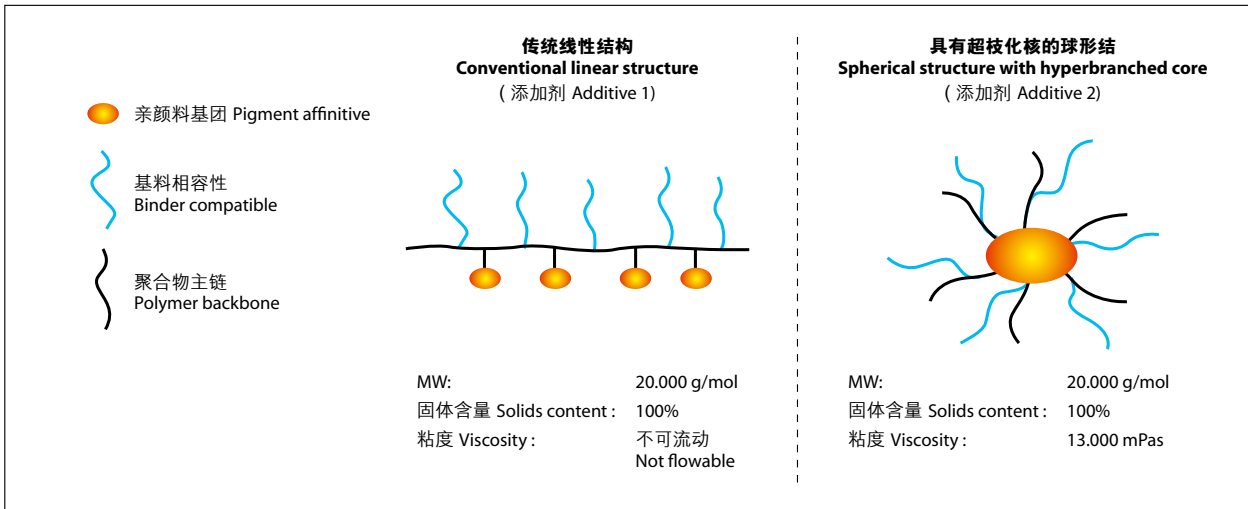 亲颜料基团 Pigment affinitive
基料相容性
Binder compatible
聚合物主链
Polymer backbone
传统线性结构
Conventional linear structure
( 添加剂 Additive 1)
MW: 20.000 g/mol
固体含量 Solids content : 100%
粘度 Viscosity : 不可流动
Not flowable
具有超枝化核的球形结
Spherical structure with hyperbranched core
( 添加剂 Additive 2)
MW: 20.000 g/mol
固体含量 Solids content : 100%
粘度 Viscosity : 13.000 mPas